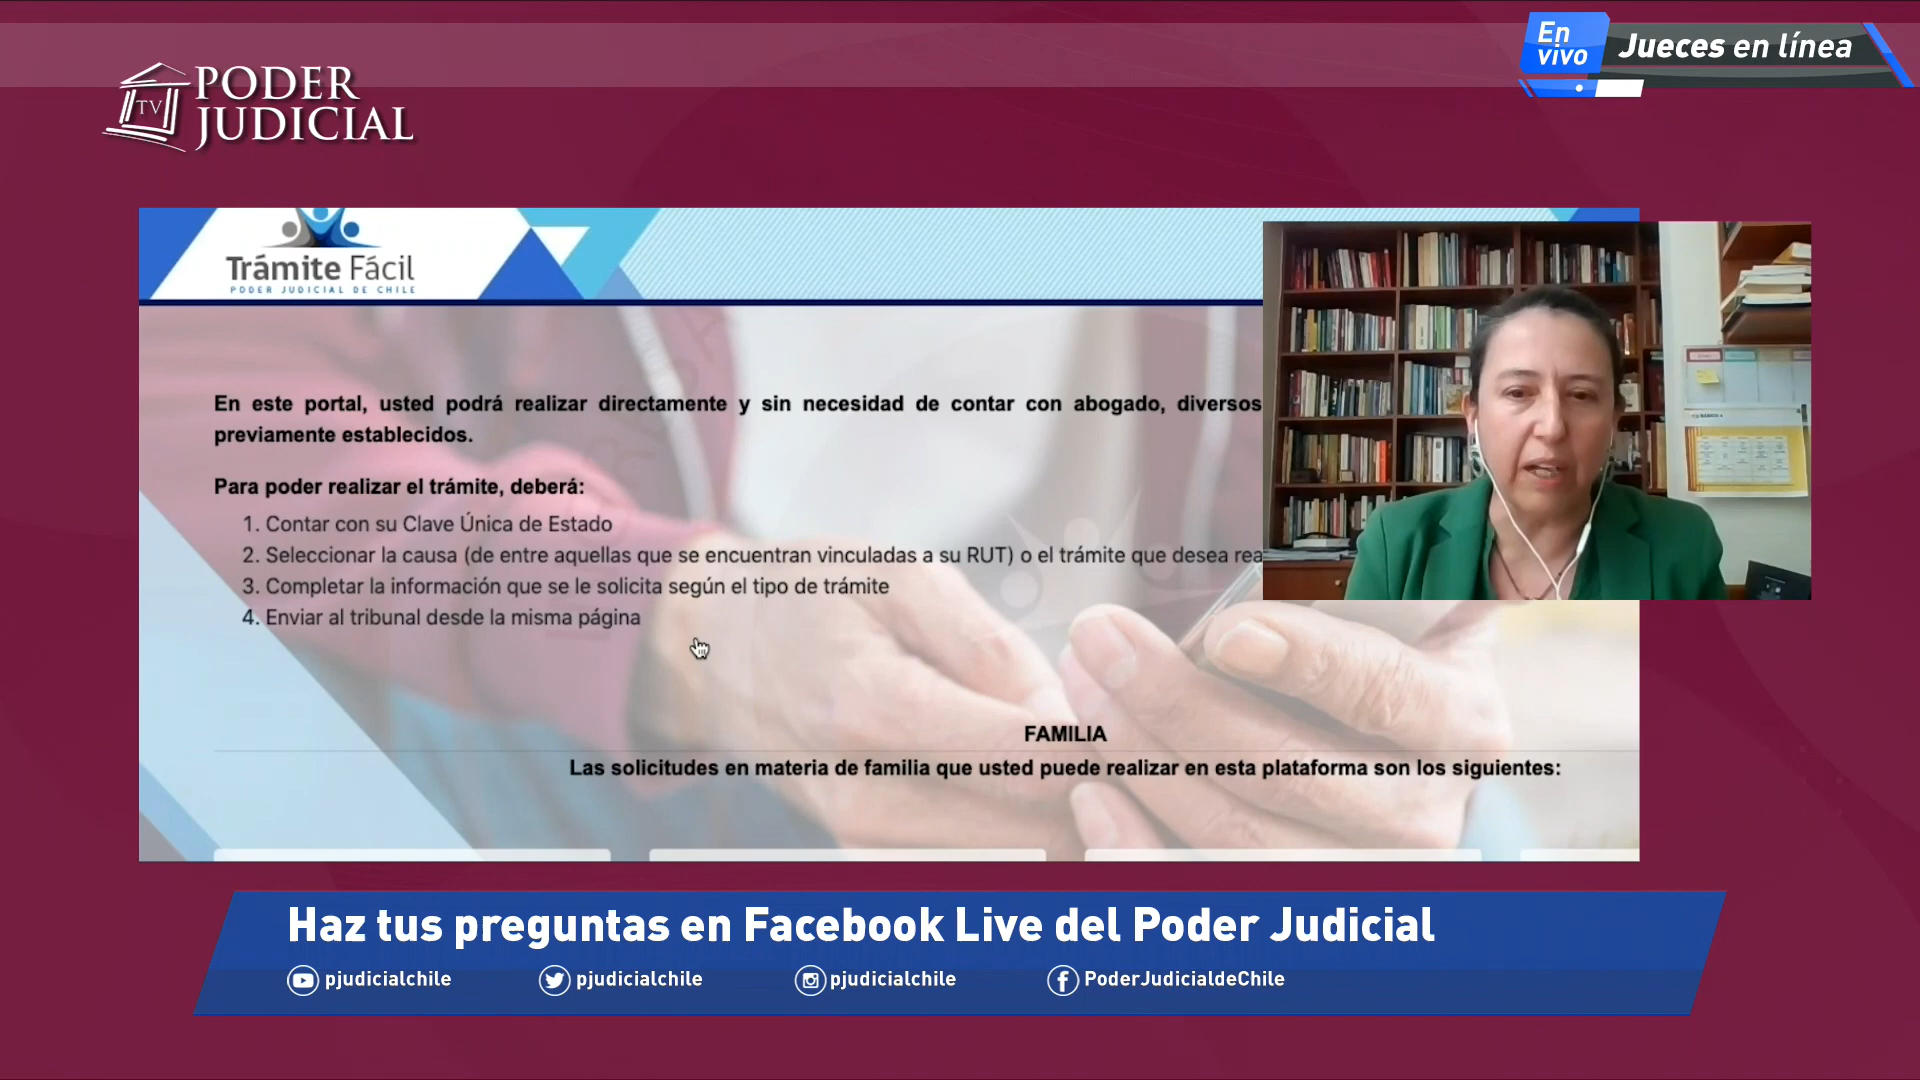 En
vivo
Jueces en línea
TV
PODER
JUDICIAL
Trámite Fácil
PODER JUDICIAL DE CHILE
En este portal, usted podrá realizar directamente y sin necesidad de contar con abogado, diversos
previamente establecidos.
Para poder realizar el trámite, deberá:
1. Contar con su Clave Única de Estado
2. Seleccionar la causa (de entre aquellas que se encuentran vinculadas a su RUT) o el trámite que desea rea
3. Completar la información que se le solicita según el tipo de trámite
4. Enviar al tribunal desde la misma página
FAMILIA
Las solicitudes en materia de familia que usted puede realizar en esta plataforma son los siguientes:
Haz tus preguntas en Facebook Live del Poder Judicial
pjudicialchile
pjudicialchile
pjudicialchile
PoderJudicialdeChile